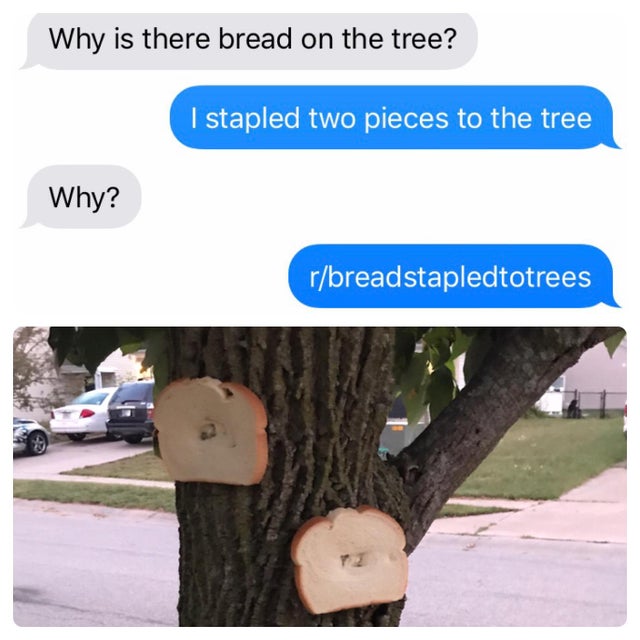 Why is there bread on the tree?
I stapled two pieces to the tree
Why?
r/breadstapledtotrees